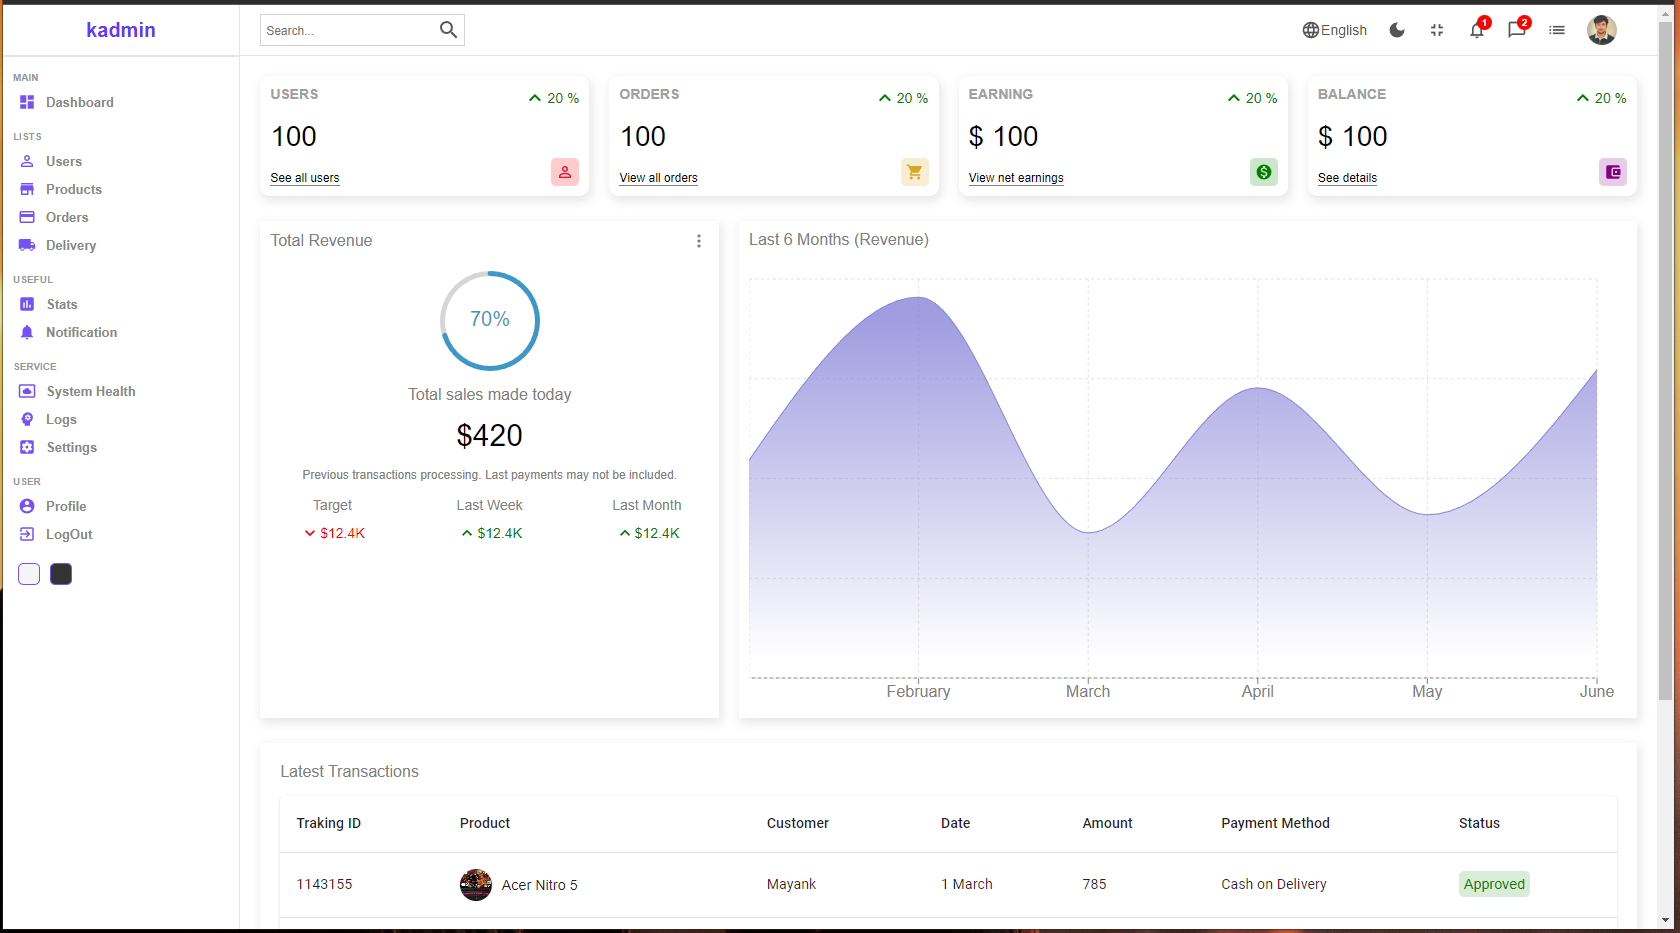 kadmin
Search...
English
1
2
MAIN
Dashboard
LISTS
Users
Products
Orders
Delivery
USEFUL
Stats
Notification
SERVICE
System Health
Logs
Settings
USER
Profile
LogOut
USERS
20 %
100
See all users
ORDERS
20 %
100
View all orders
EARNING
20 %
$ 100
View net earnings
BALANCE
20 %
$ 100
See details
Total Revenue
70%
Total sales made today
$420
Previous transactions processing. Last payments may not be included.
Target Last Week Last Month
$12.4K $12.4K $12.4K
Last 6 Months (Revenue)
February March April May June
Latest Transactions
Traking ID Product Customer Date Amount Payment Method Status
1143155 Acer Nitro 5 Mayank 1 March 785 Cash on Delivery Approved